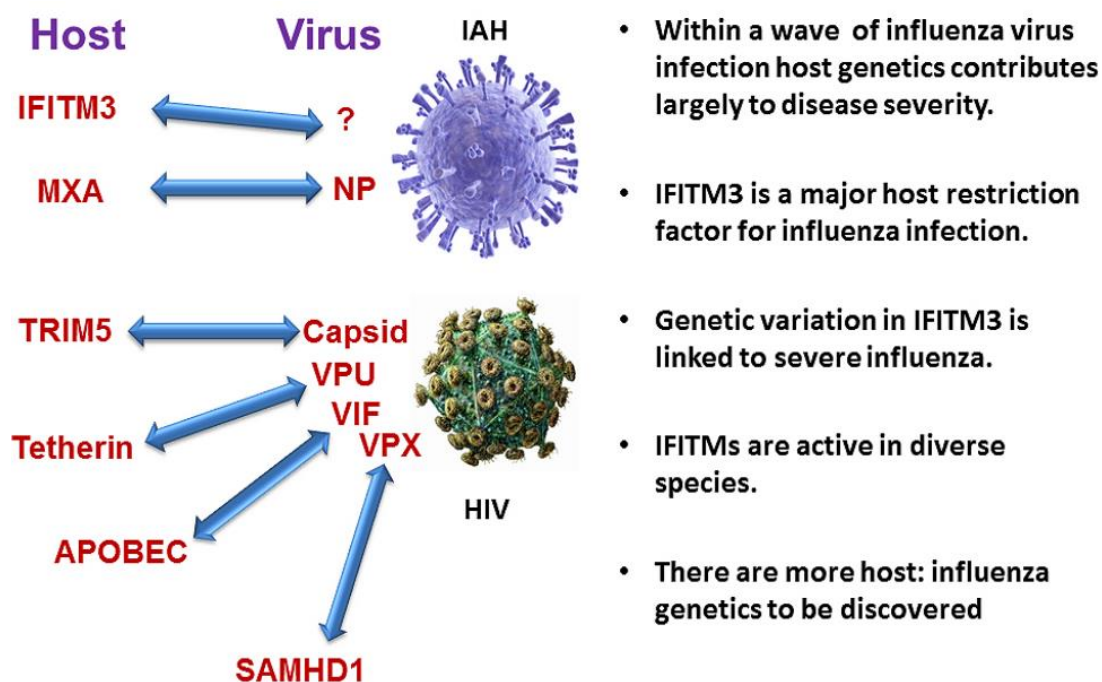 Host
Virus
IAH
IFITM3
?
MXA
NP
TRIM5
Capsid
VPU
VIF
Tetherin
VPX
HIV
APOBEC
SAMHD1
• Within a wave of influenza virus
infection host genetics contributes
largely to disease severity.
• IFITM3 is a major host restriction
factor for influenza infection.
• Genetic variation in IFITM3 is
linked to severe influenza.
• IFITMs are active in diverse
species.
• There are more host: influenza
genetics to be discovered